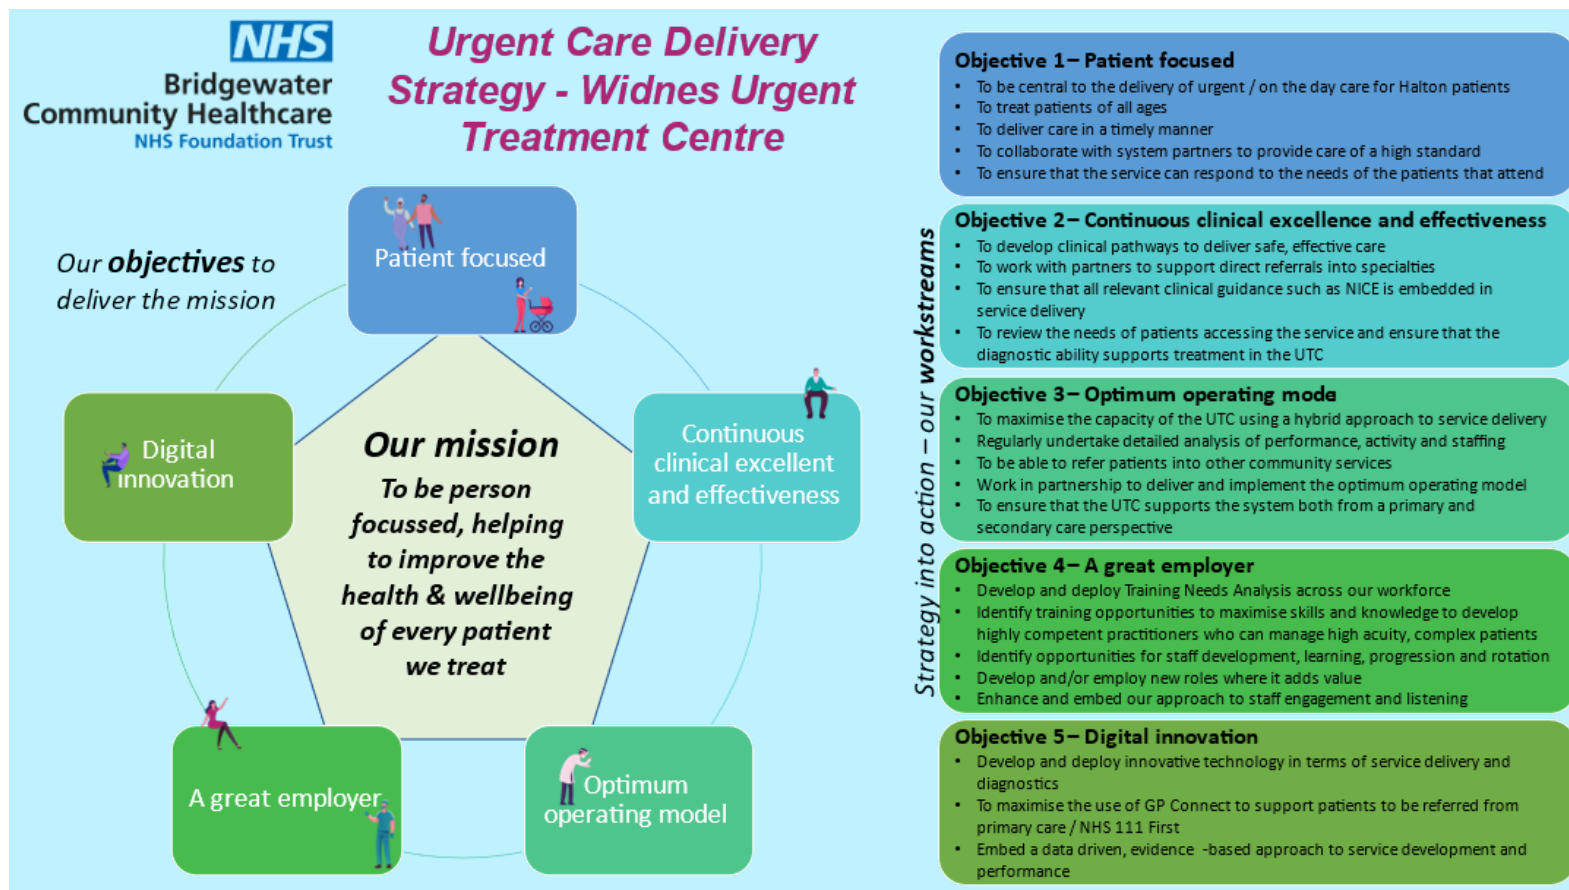 NHS
Bridgewater
Community Healthcare
NHS Foundation Trust
Urgent Care Delivery
Strategy - Widnes Urgent
Treatment Centre
Our objectives to
deliver the mission
Patient focused
Continuous
clinical excellent
and effectiveness
Optimum
operating model
A great employer
Digital
innovation
Our mission
To be person
focussed, helping
to improve the
health & wellbeing
of every patient
we treat
Strategy into action – our workstreams
Objective 1 – Patient focused
• To be central to the delivery of urgent / on the day care for Halton patients
• To treat patients of all ages
• To deliver care in a timely manner
• To collaborate with system partners to provide care of a high standard
• To ensure that the service can respond to the needs of the patients that attend
Objective 2 – Continuous clinical excellence and effectiveness
• To develop clinical pathways to deliver safe, effective care
• To work with partners to support direct referrals into specialties
• To ensure that all relevant clinical guidance such as NICE is embedded in
service delivery
• To review the needs of patients accessing the service and ensure that the
diagnostic ability supports treatment in the UTC
Objective 3 – Optimum operating model
• To maximise the capacity of the UTC using a hybrid approach to service delivery
• Regularly undertake detailed analysis of performance, activity and staffing
• To be able to refer patients into other community services
• Work in partnership to deliver and implement the optimum operating model
• To ensure that the UTC supports the system both from a primary and
secondary care perspective
Objective 4 – A great employer
• Develop and deploy Training Needs Analysis across our workforce
• Identify training opportunities to maximise skills and knowledge to develop
highly competent practitioners who can manage high acuity, complex patients
• Identify opportunities for staff development, learning, progression and rotation
• Develop and/or employ new roles where it adds value
• Enhance and embed our approach to staff engagement and listening
Objective 5 – Digital innovation
• Develop and deploy innovative technology in terms of service delivery and
diagnostics
• To maximise the use of GP Connect to support patients to be referred from
primary care / NHS 111 First
• Embed a data driven, evidence -based approach to service development and
performance